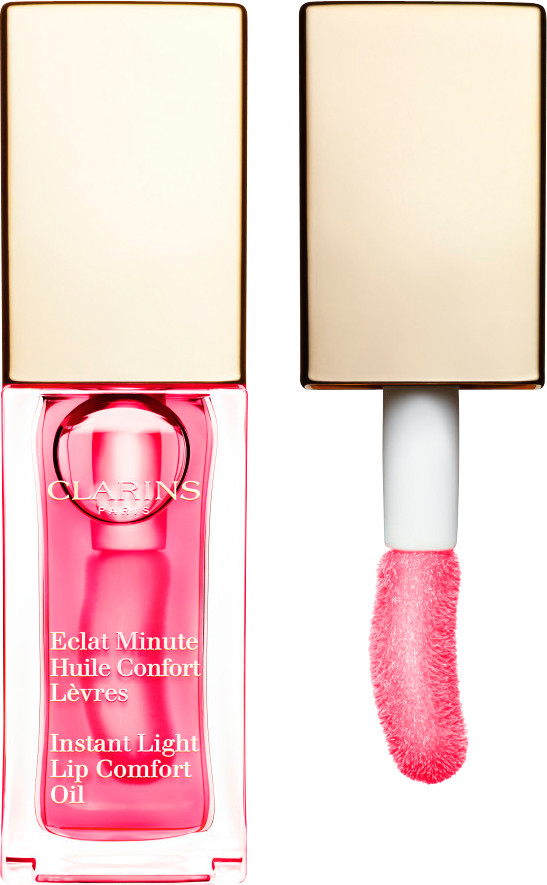 CLARINS
PARIS
Eclat Minute
Huile Confort
Lèvres
Instant Light
Lip Comfort
Oil